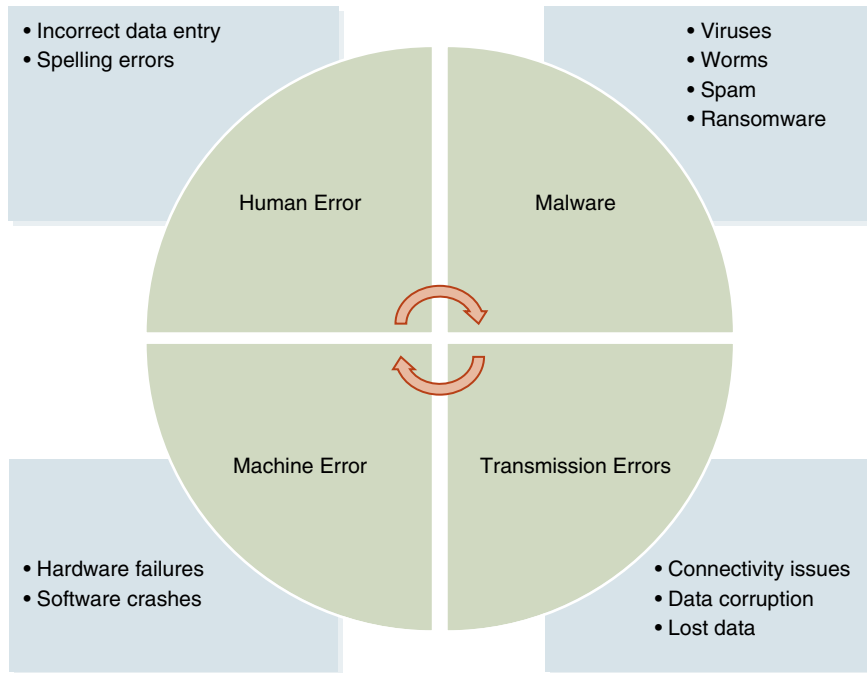 • Incorrect data entry
• Spelling errors
• Viruses
• Worms
• Spam
• Ransomware
Human Error
Malware
Machine Error
Transmission Errors
• Hardware failures
• Software crashes
• Connectivity issues
• Data corruption
• Lost data